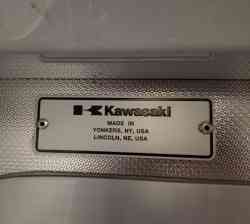 Kawasaki
MADE IN
YONKERS, NY, USA
LINCOLN, NE, USA